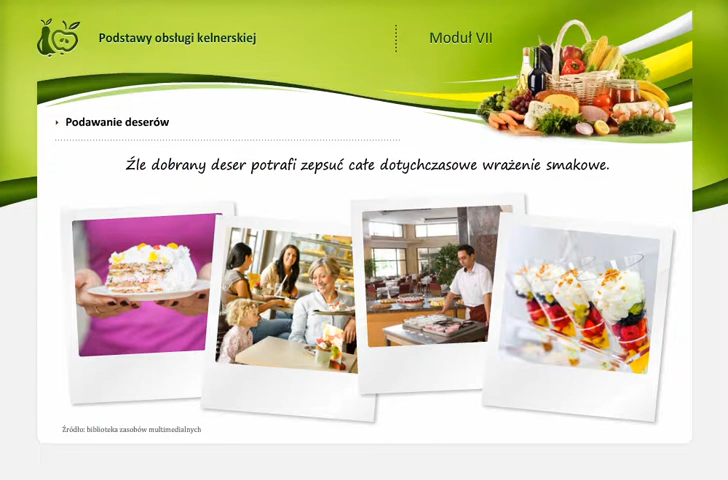 Podstawy obsługi kelnerskiej
Moduł VII
Podawanie deserów
Źle dobrany deser potrafi zepsuć całe dotychczasowe wrażenie smakowe.
Źródło: biblioteka zasobów multimedialnych